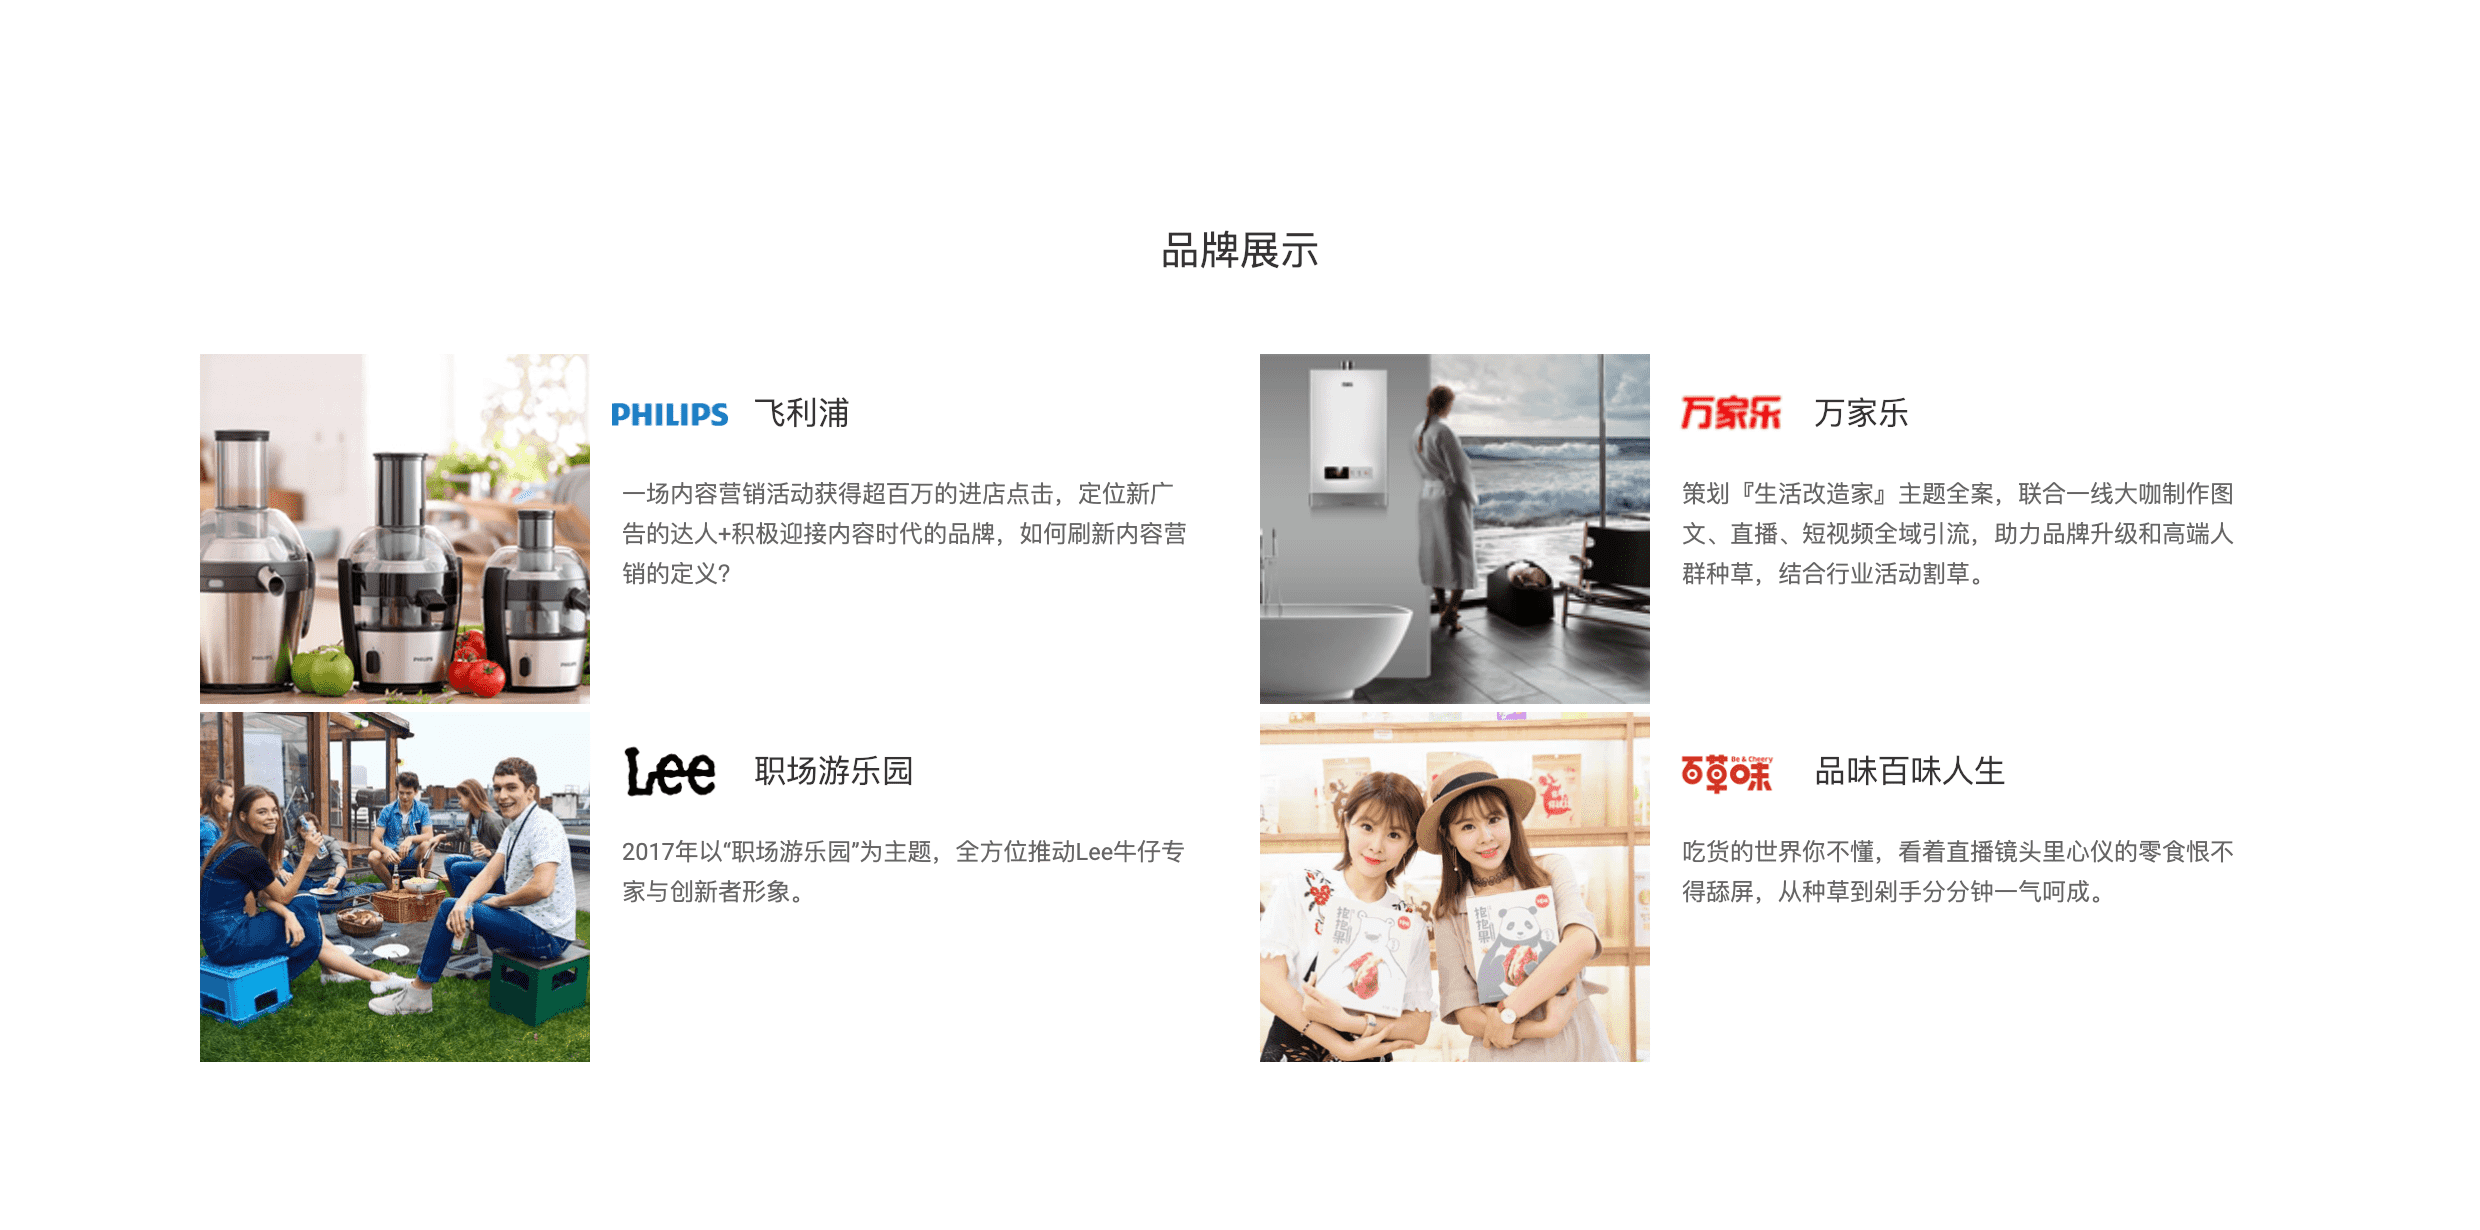 品牌展示
PHILIPS 飞利浦
一场内容营销活动获得超百万的进店点击，定位新广
告的达人+积极迎接内容时代的品牌，如何刷新内容营
销的定义？
万家乐 万家乐
策划『生活改造家』主题全案，联合一线大咖制作图
文、直播、短视频全域引流，助力品牌升级和高端人
群种草，结合行业活动割草。
Lee 职场游乐园
2017年以“职场游乐园”为主题，全方位推动Lee牛仔专
家与创新者形象。
百草味 Be & Cheery 品味百味人生
吃货的世界你不懂，看着直播镜头里心仪的零食恨不
得舔屏，从种草到剁手分分钟一气呵成。
PHILIPS
PHILIPS
PHILIPS
抱抱果
抱抱果